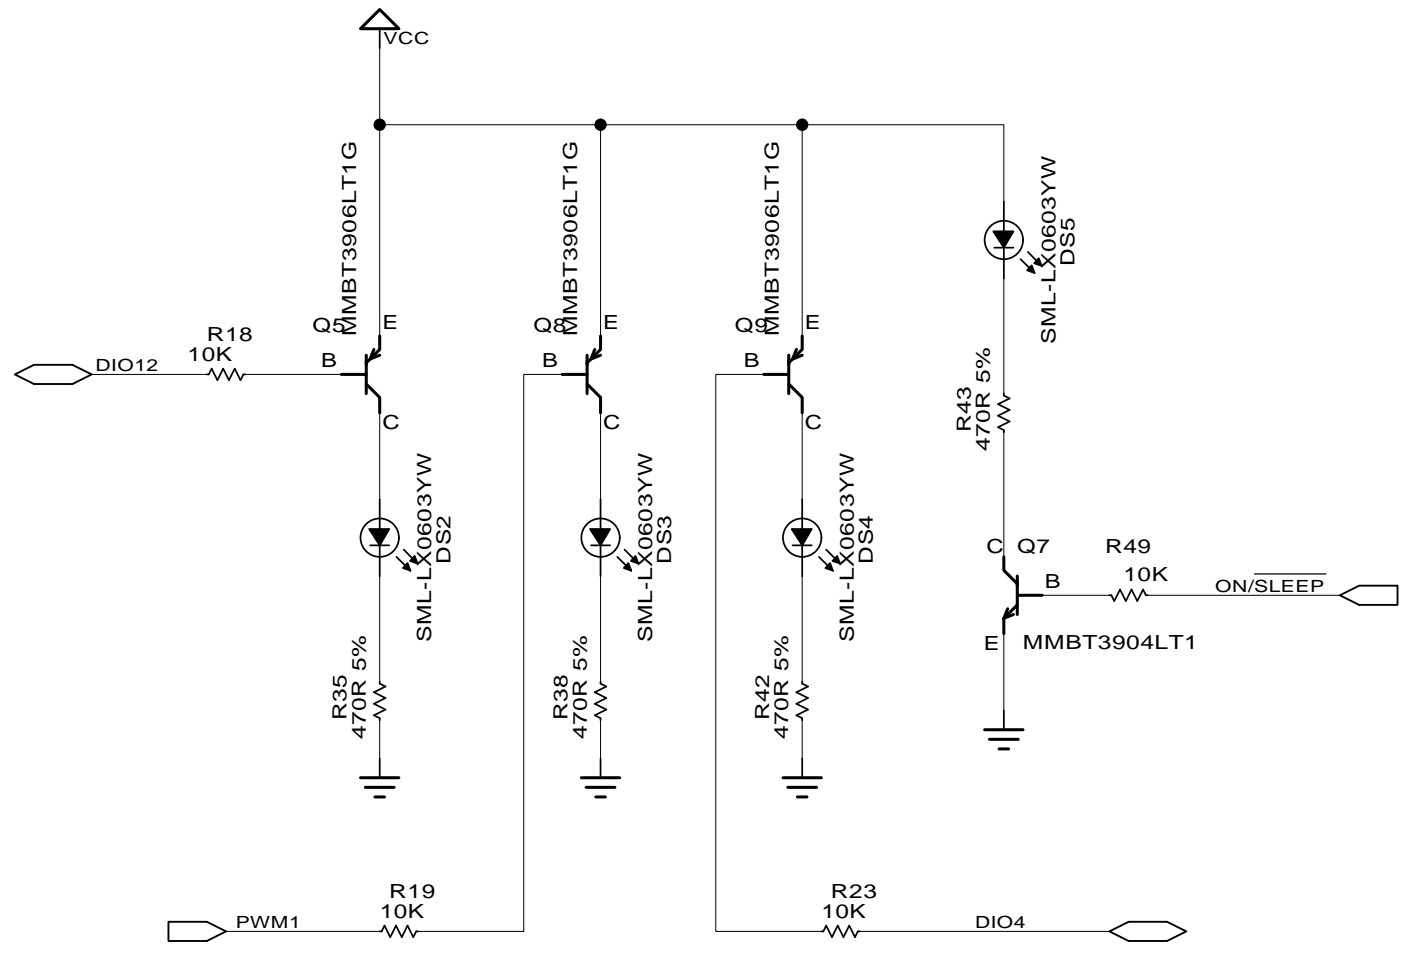 VCC
MMBT3906LT1G
MMBT3906LT1G
MMBT3906LT1G
SML-LX0603YW
DS5
R18
10K
Q5
E
Q8
E
Q9
E
DIO12
B
B
B
C
C
C
R43
470R 5%
SML-LX0603YW
DS2
SML-LX0603YW
DS3
SML-LX0603YW
DS4
C
Q7
R49
10K
B
ON/SLEEP
E
MMBT3904LT1
R35
470R 5%
R38
470R 5%
R42
470R 5%
R19
10K
PWM1
R23
10K
DIO4